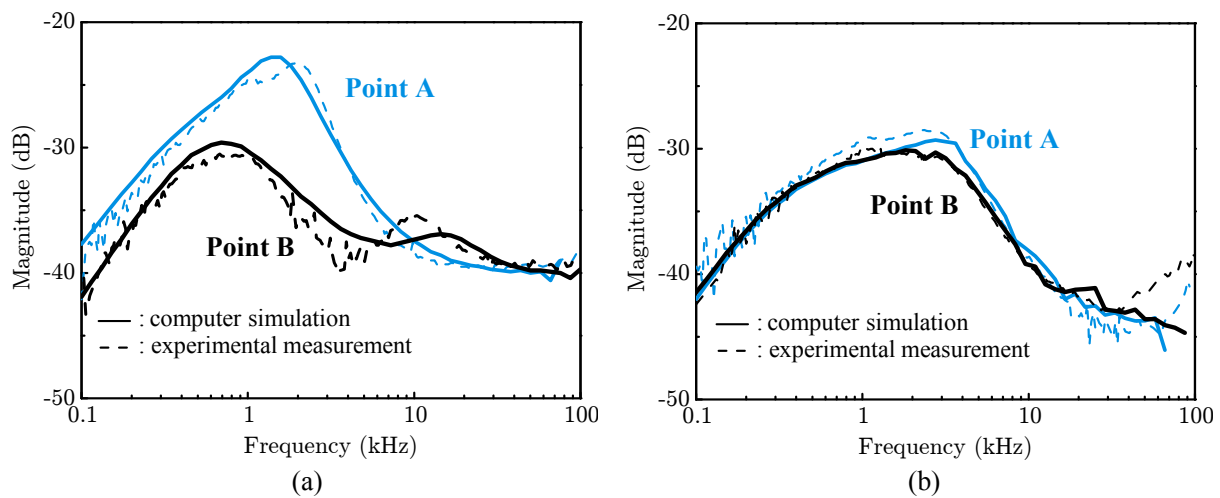 -20
-30
-40
-50
Magnitude (dB)
Point A
Point B
— : computer simulation
-- : experimental measurement
0.1 1 10 100
Frequency (kHz)
(a)
-20
-30
-40
-50
Magnitude (dB)
Point A
Point B
— : computer simulation
-- : experimental measurement
0.1 1 10 100
Frequency (kHz)
(b)